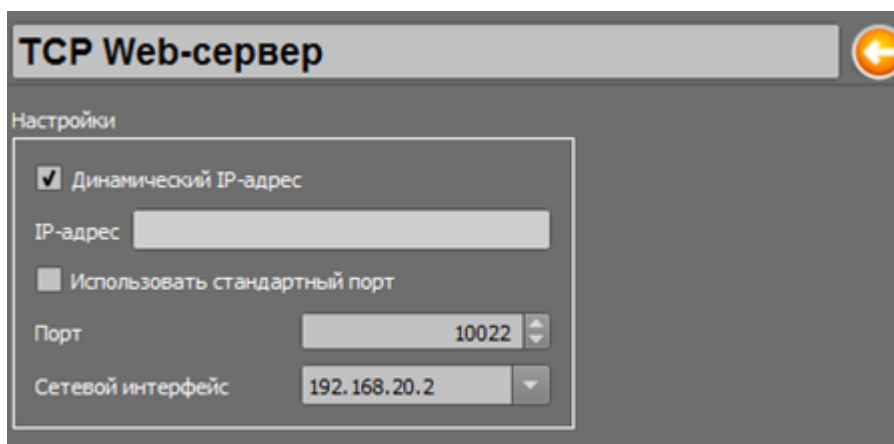 TCP Web-сервер
Настройки
Динамический IP-адрес
IP-адрес
Использовать стандартный порт
Порт 10022
Сетевой интерфейс 192.168.20.2